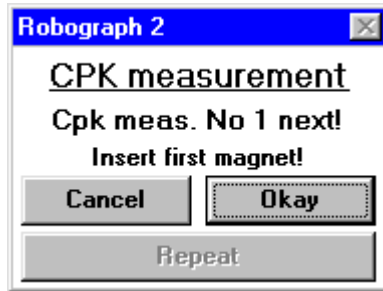 Robograph 2
CPK measurement
Cpk meas. No 1 next!
Insert first magnet!
Cancel Okay
Repeat